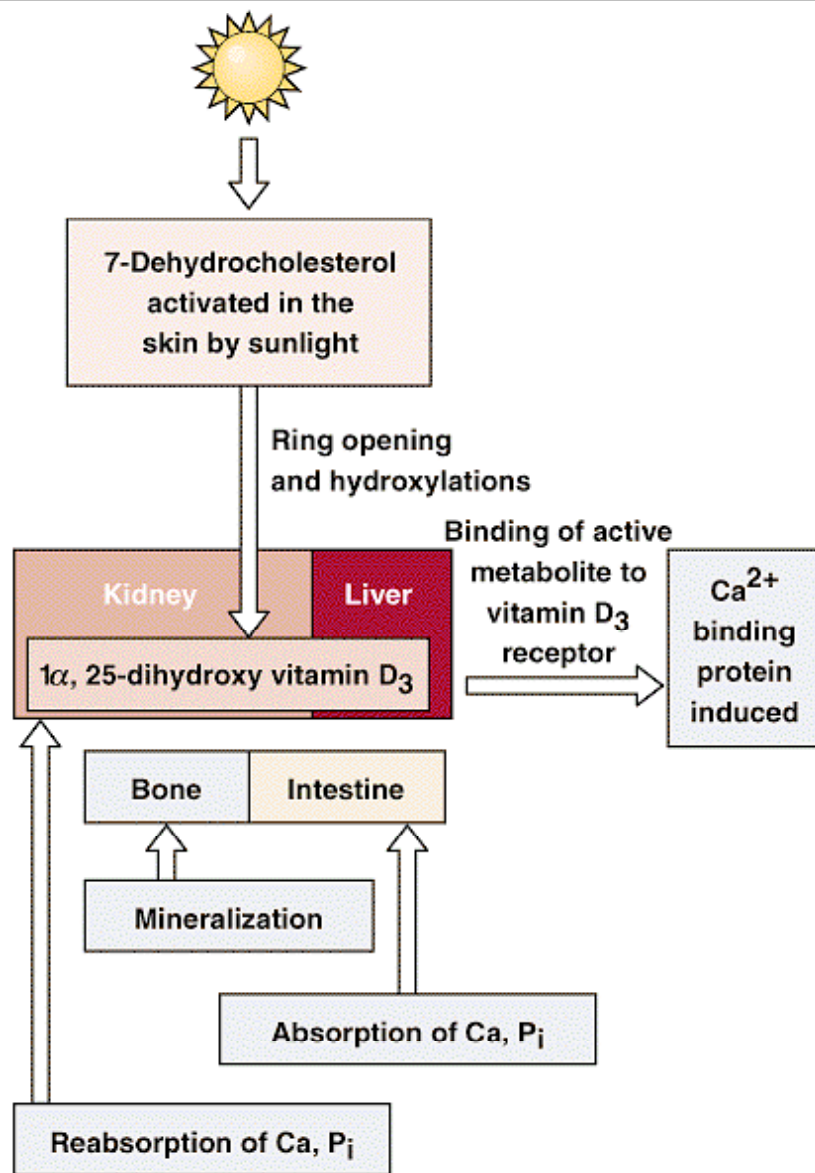 7-Dehydrocholesterol
activated in the
skin by sunlight
Ring opening
and hydroxylations
Kidney
Liver
1α, 25-dihydroxy vitamin D₃
Binding of active
metabolite to
vitamin D₃
receptor
Ca²⁺
binding
protein
induced
Bone
Intestine
Mineralization
Absorption of Ca, Pᵢ
Reabsorption of Ca, Pᵢ